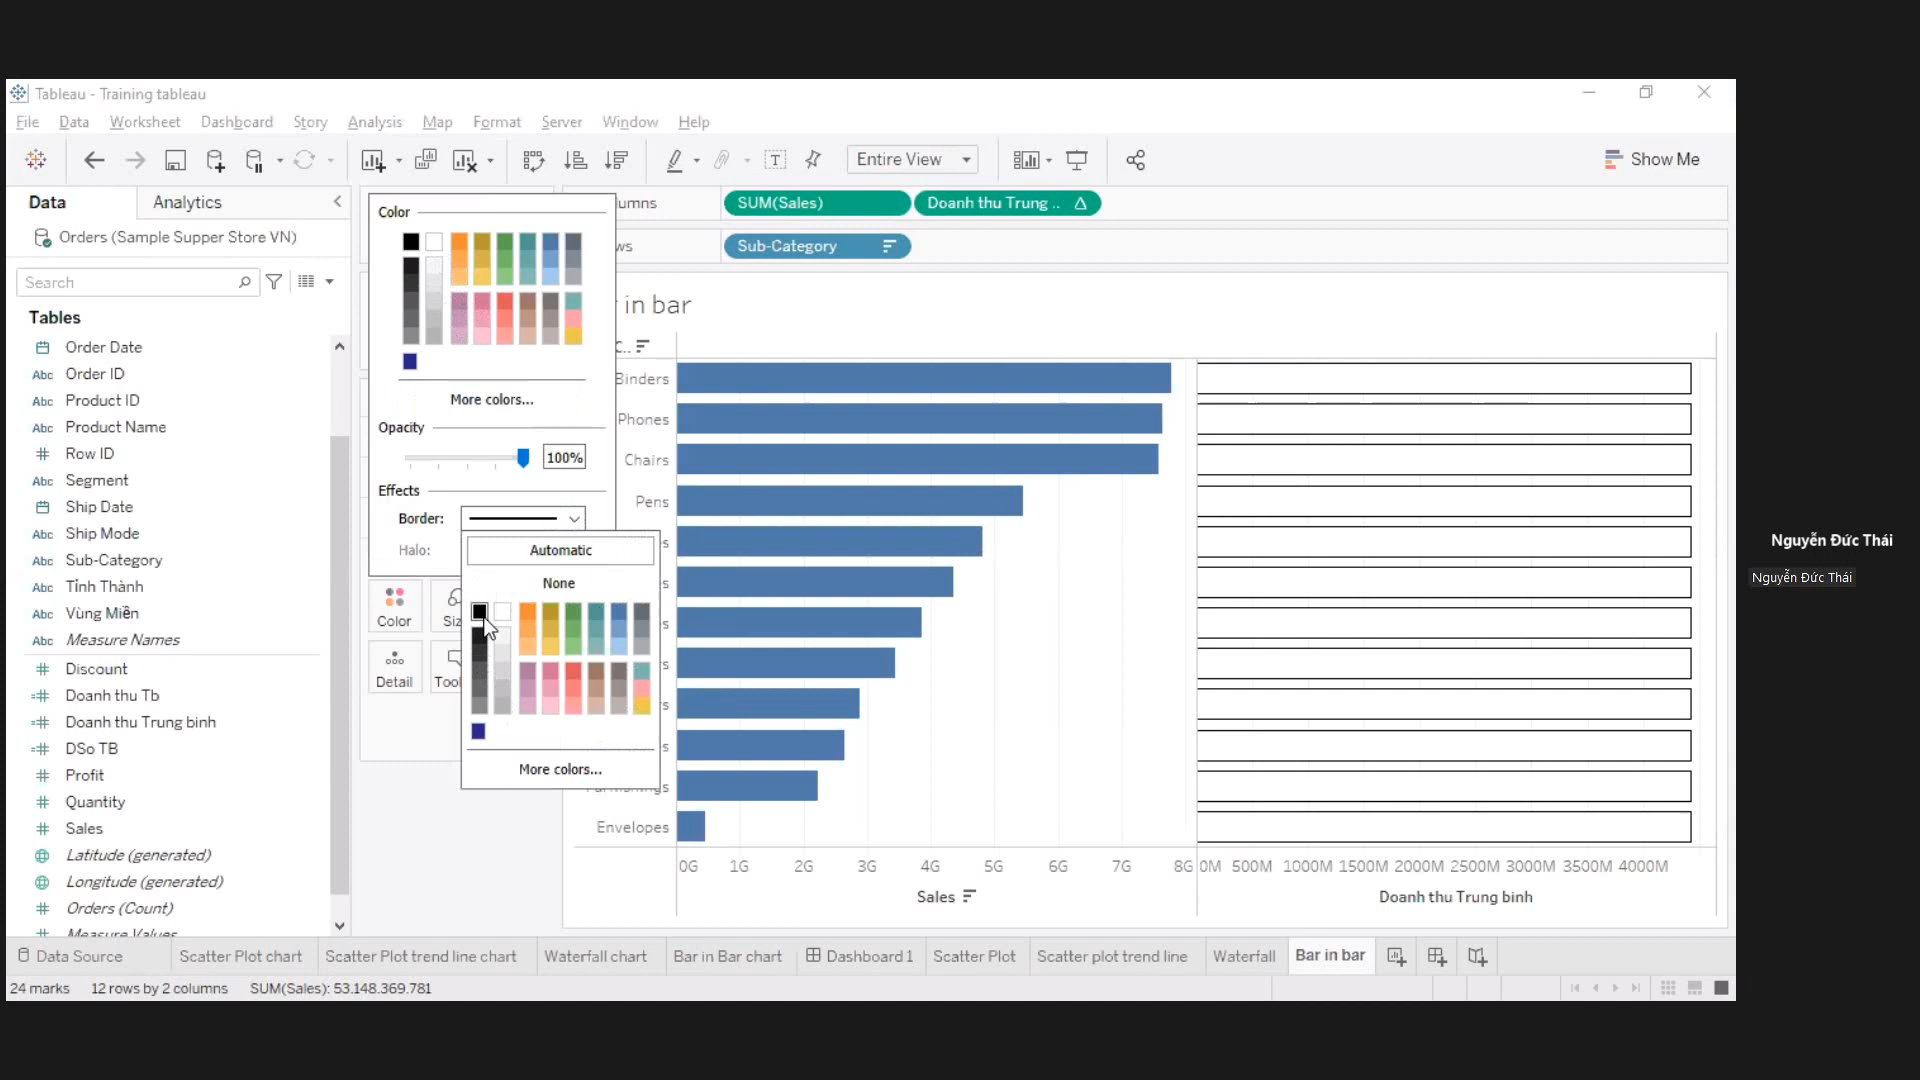 Tableau - Training tableau
File Data Worksheet Dashboard Story Analysis Map Format Server Window Help
Entire View
Show Me
Data Analytics
Orders (Sample Supper Store VN)
Search
Tables
Order Date
Order ID
Product ID
Product Name
Row ID
Segment
Ship Date
Ship Mode
Sub-Category
Tỉnh Thành
Vùng Miền
Measure Names
Discount
Doanh thu Tb
Doanh thu Trung binh
DSo TB
Profit
Quantity
Sales
Latitude (generated)
Longitude (generated)
Orders (Count)
Measure Values
Color
More colors...
Opacity
100%
Effects
Border:
Halo:
Automatic
None
More colors...
Color
Detail
umns SUM(Sales) Doanh thu Trung ..
ws Sub-Category
in bar
Binders
Phones
Chairs
Pens
Envelopes
0G 1G 2G 3G 4G 5G 6G 7G 8G
Sales
0M 500M 1000M 1500M 2000M 2500M 3000M 3500M 4000M
Doanh thu Trung binh
Data Source Scatter Plot chart Scatter Plot trend line chart Waterfall chart Bar in Bar chart Dashboard 1 Scatter Plot Scatter plot trend line Waterfall Bar in bar
24 marks 12 rows by 2 columns SUM(Sales): 53.148.369.781
Nguyễn Đức Thái
Nguyễn Đức Thái